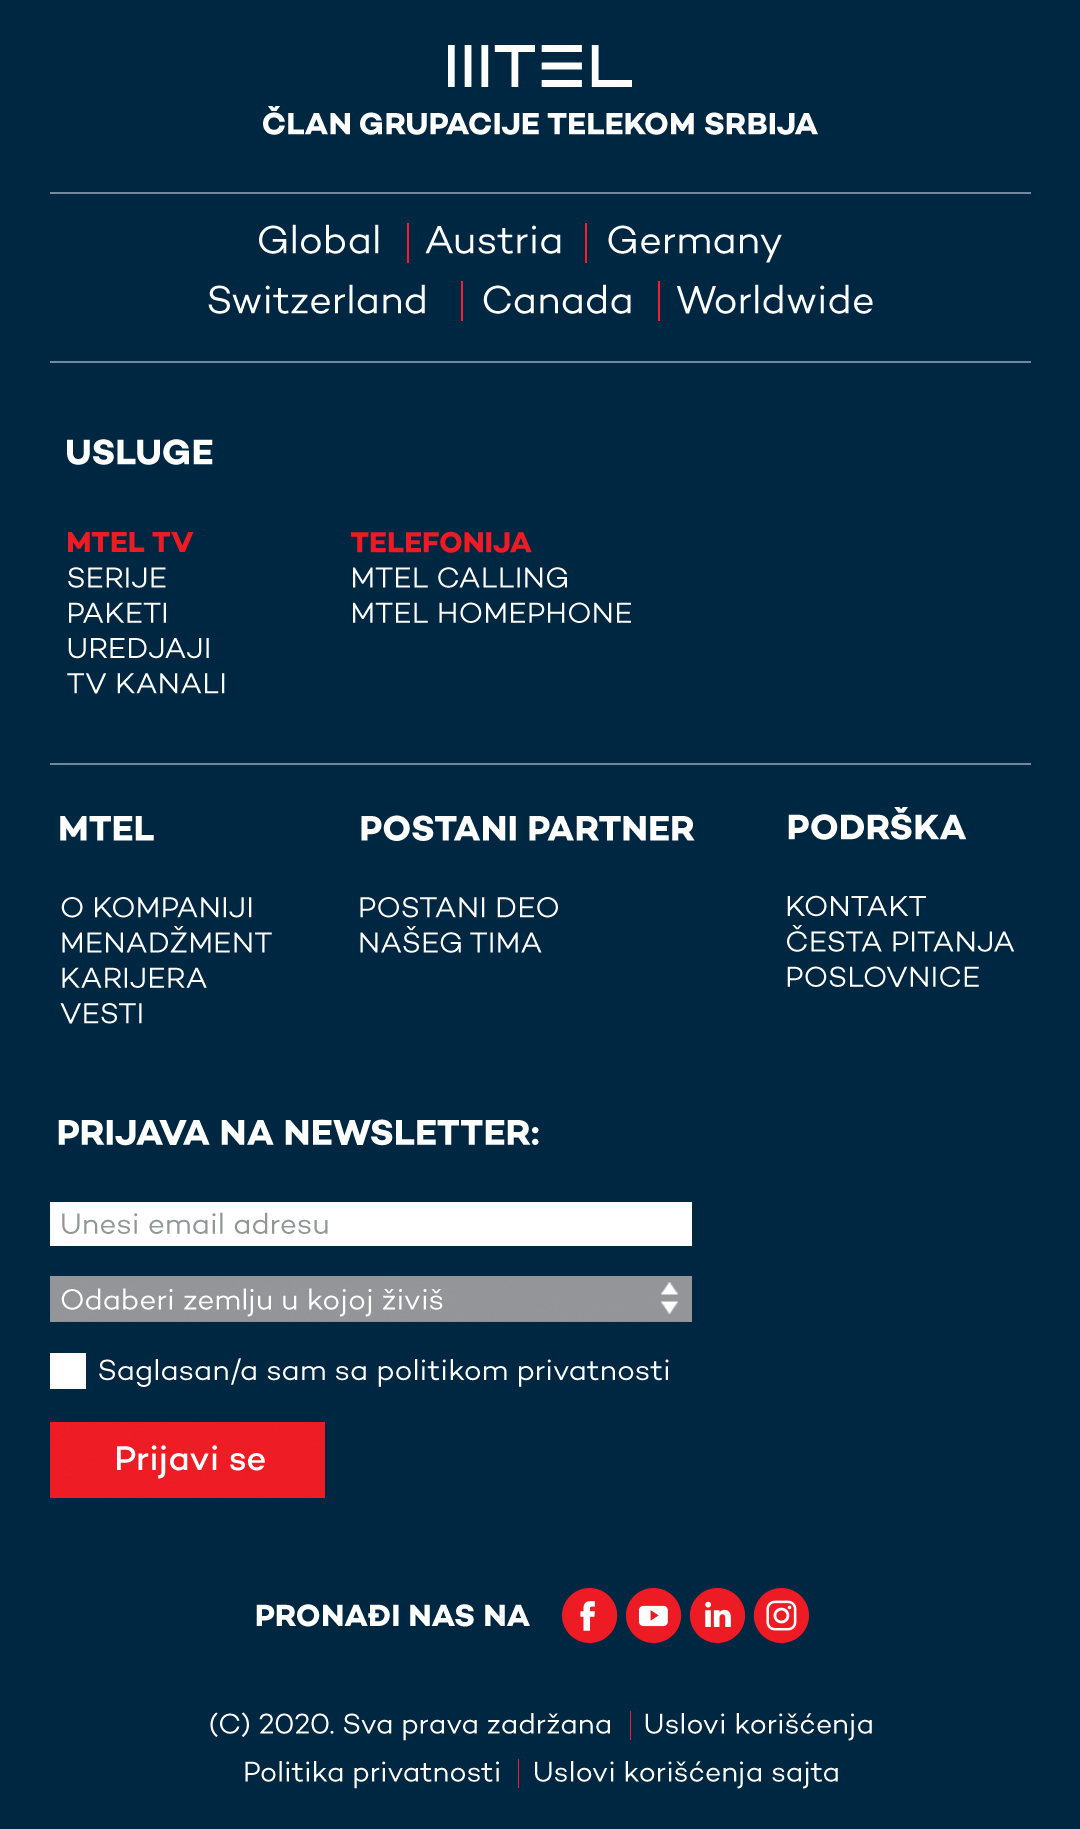 MTEL
ČLAN GRUPACIJE TELEKOM SRBIJA
Global | Austria | Germany
Switzerland | Canada | Worldwide
USLUGE
MTEL TV
SERIJE
PAKETI
UREDJAJI
TV KANALI
TELEFONIJA
MTEL CALLING
MTEL HOMEPHONE
MTEL
O KOMPANIJI
MENADŽMENT
KARIJERA
VESTI
POSTANI PARTNER
POSTANI DEO
NAŠEG TIMA
PODRŠKA
KONTAKT
ČESTA PITANJA
POSLOVNICE
PRIJAVA NA NEWSLETTER:
Unesi email adresu
Odaberi zemlju u kojoj živiš
Saglasan/a sam sa politikom privatnosti
Prijavi se
PRONAĐI NAS NA
(C) 2020. Sva prava zadržana | Uslovi korišćenja
Politika privatnosti | Uslovi korišćenja sajta